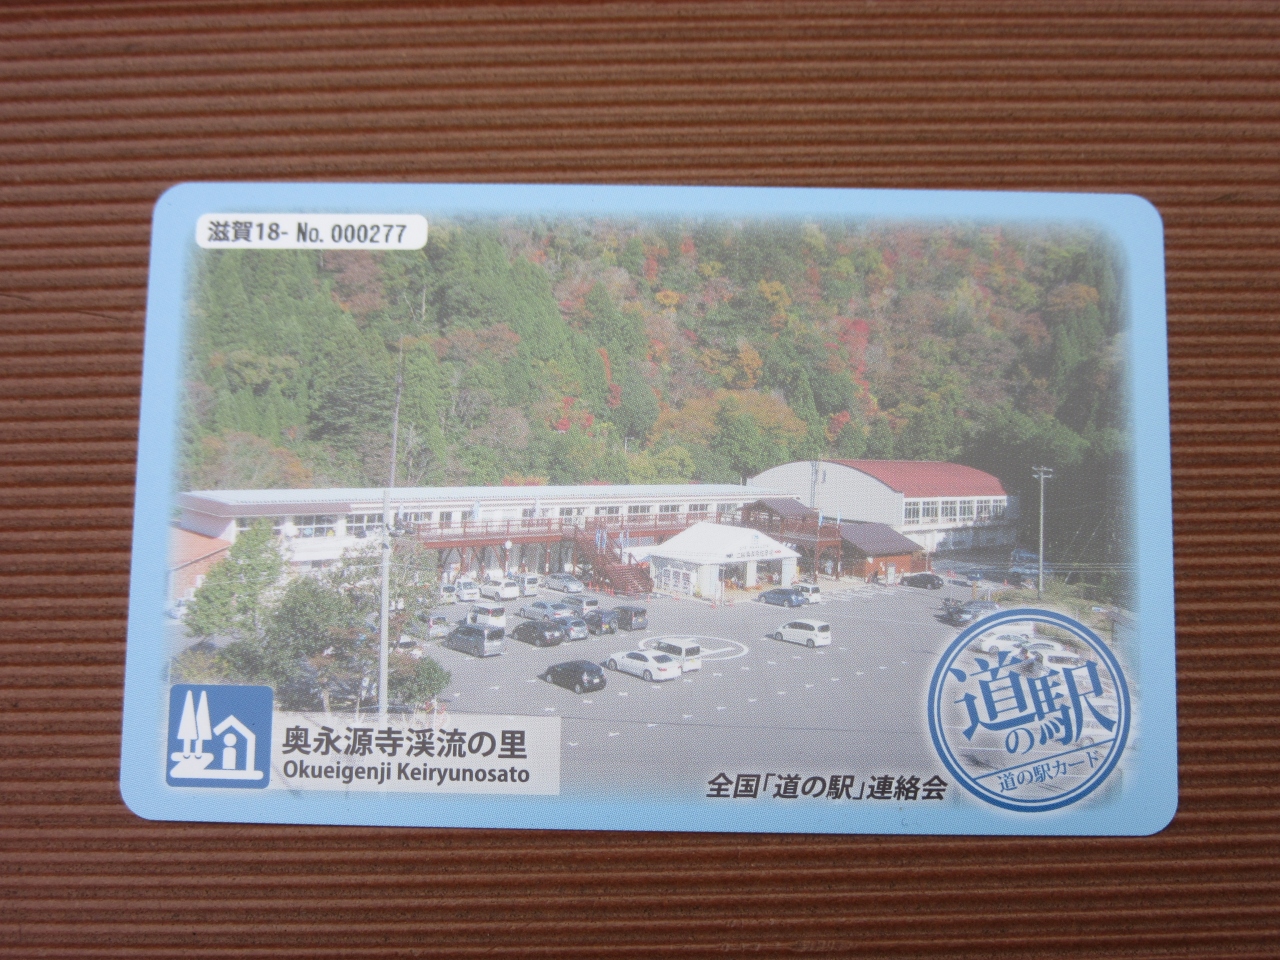 滋賀18- No. 000277
奥永源寺渓流の里
Okueigenji Keiryunosato
全国「道の駅」連絡会
道の駅
道の駅カード